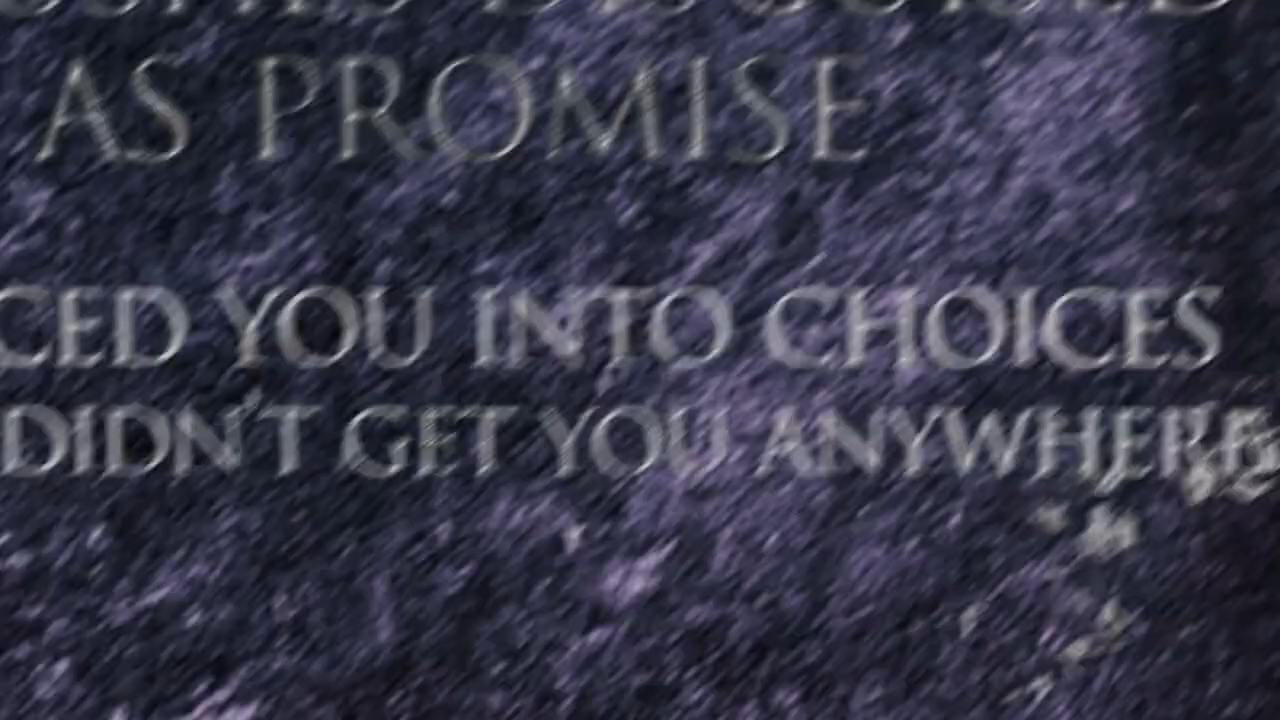 AS PROMISE
CED YOU INTO CHOICES
DIDN'T GET YOU ANYWHERE